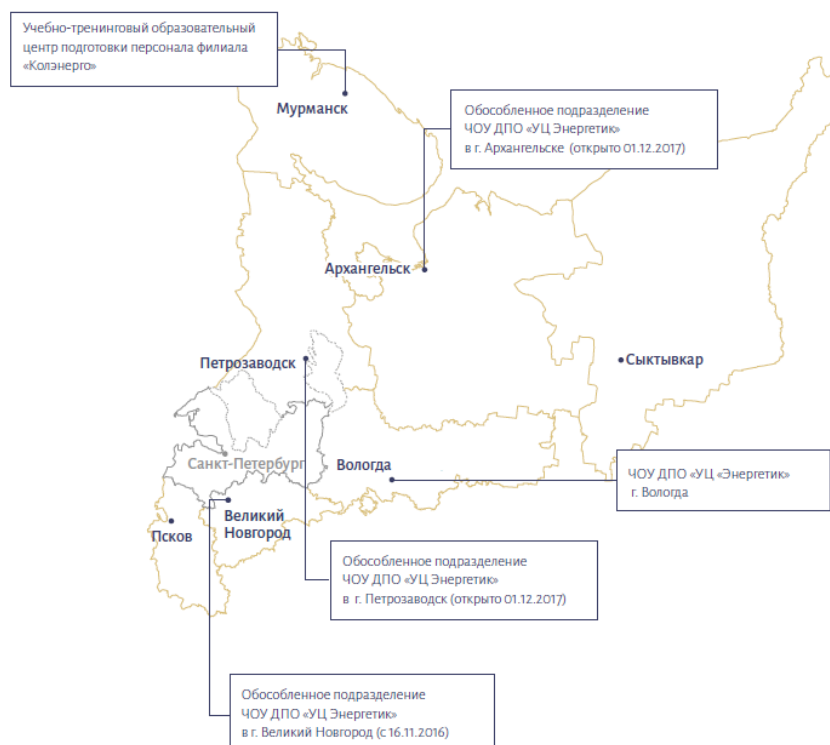 Учебно-тренинговый образовательный
центр подготовки персонала филиала
«Колэнерго»
Мурманск
Обособленное подразделение
ЧОУ ДПО «УЦ Энергетик»
в г. Архангельске (открыто 01.12.2017)
Архангельск
Петрозаводск
Сыктывкар
Санкт-Петербург
Вологда
ЧОУ ДПО «УЦ «Энергетик»
г. Вологда
Великий
Новгород
Псков
Обособленное подразделение
ЧОУ ДПО «УЦ Энергетик»
в г. Петрозаводск (открыто 01.12.2017)
Обособленное подразделение
ЧОУ ДПО «УЦ Энергетик»
в г. Великий Новгород (с 16.11.2016)